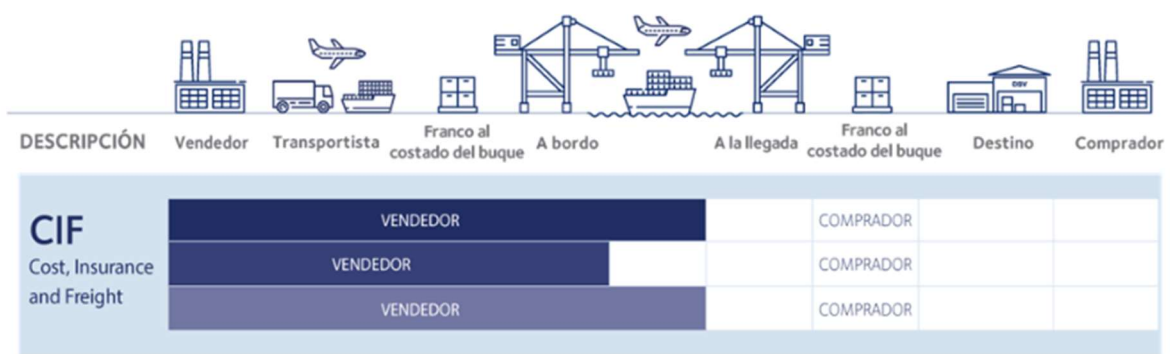 DSV
DESCRIPCIÓN Vendedor Transportista Franco al costado del buque A bordo A la llegada Franco al costado del buque Destino Comprador
CIF
Cost, Insurance
and Freight
VENDEDOR COMPRADOR
VENDEDOR COMPRADOR
VENDEDOR COMPRADOR